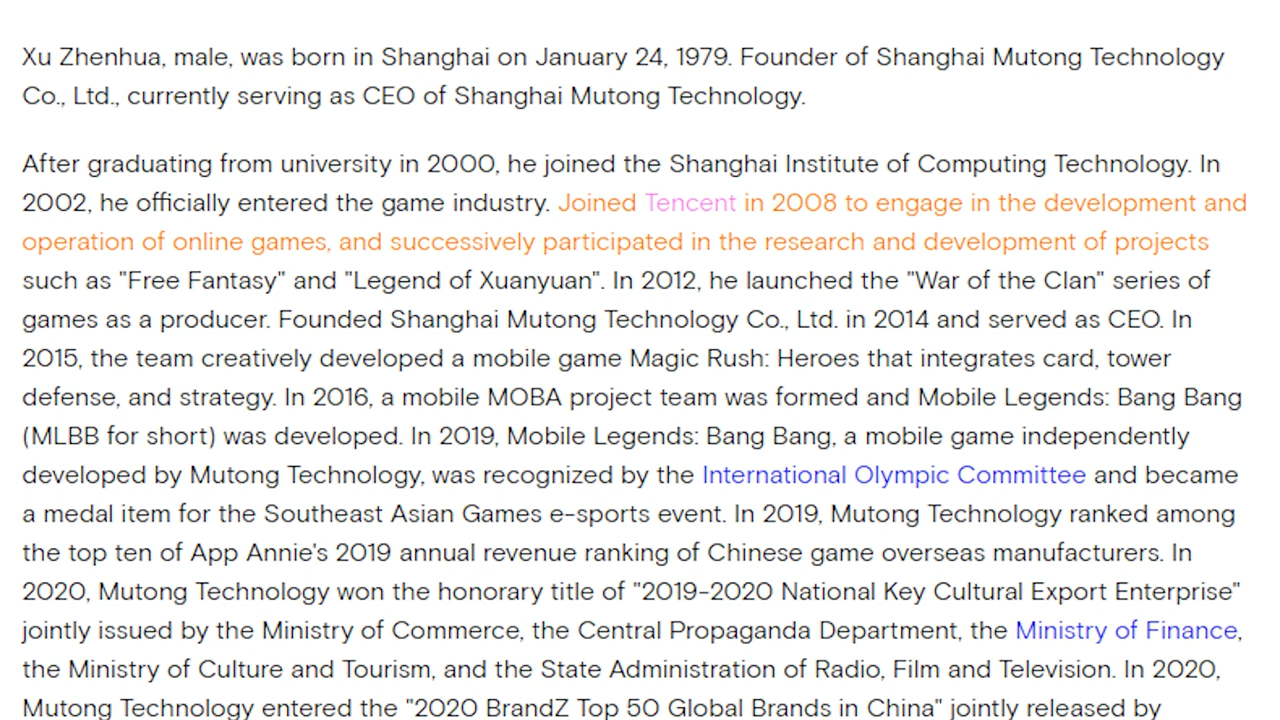 Xu Zhenhua, male, was born in Shanghai on January 24, 1979. Founder of Shanghai Mutong Technology
Co., Ltd., currently serving as CEO of Shanghai Mutong Technology.
After graduating from university in 2000, he joined the Shanghai Institute of Computing Technology. In
2002, he officially entered the game industry. Joined Tencent in 2008 to engage in the development and
operation of online games, and successively participated in the research and development of projects
such as "Free Fantasy" and "Legend of Xuanyuan". In 2012, he launched the "War of the Clan" series of
games as a producer. Founded Shanghai Mutong Technology Co., Ltd. in 2014 and served as CEO. In
2015, the team creatively developed a mobile game Magic Rush: Heroes that integrates card, tower
defense, and strategy. In 2016, a mobile MOBA project team was formed and Mobile Legends: Bang Bang
(MLBB for short) was developed. In 2019, Mobile Legends: Bang Bang, a mobile game independently
developed by Mutong Technology, was recognized by the International Olympic Committee and became
a medal item for the Southeast Asian Games e-sports event. In 2019, Mutong Technology ranked among
the top ten of App Annie's 2019 annual revenue ranking of Chinese game overseas manufacturers. In
2020, Mutong Technology won the honorary title of "2019-2020 National Key Cultural Export Enterprise"
jointly issued by the Ministry of Commerce, the Central Propaganda Department, the Ministry of Finance,
the Ministry of Culture and Tourism, and the State Administration of Radio, Film and Television. In 2020,
Mutong Technology entered the "2020 BrandZ Top 50 Global Brands in China" jointly released by